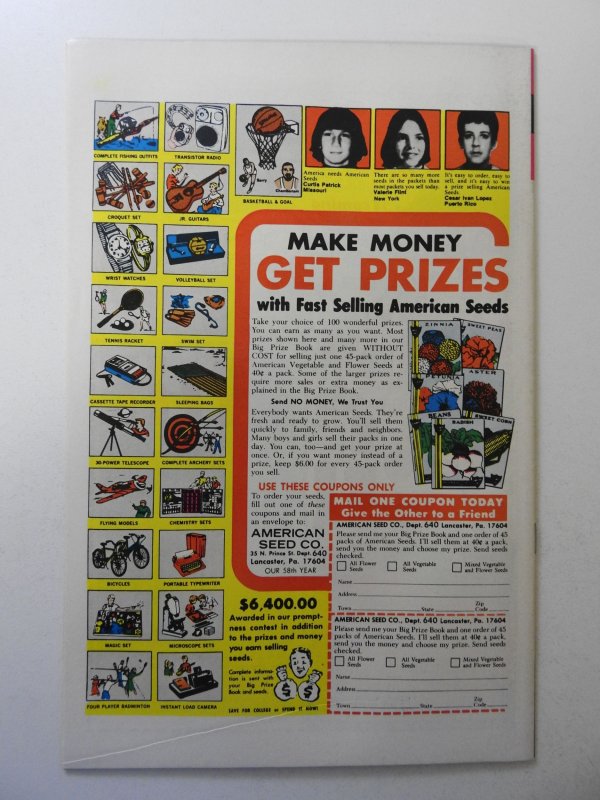 COMPLETE FISHING OUTFITS
TRANSISTOR RADIO
CROQUET SET
JR. GUITARS
WRIST WATCHES
VOLLEYBALL SET
TENNIS RACKET
SWIM SET
CASSETTE TAPE RECORDER
SLEEPING BAGS
30-POWER TELESCOPE
COMPLETE ARCHERY SETS
FLYING MODELS
CHEMISTRY SETS
BICYCLES
PORTABLE TYPEWRITER
MAGIC SET
MICROSCOPE SETS
FOUR PLAYER BADMINTON
INSTANT LOAD CAMERA
Barry
Chamberlain
BASKETBALL & GOAL
America needs American
Seeds
Curtis Patrick
Missouri
There are so many more
seeds in the packets than
most packets you sell today.
Valerie Flint
New York
It's easy to order, easy to
sell, and it's easy to win
a prize selling American
Seeds
Cesar Ivan Lopez
Puerto Rico
MAKE MONEY
GET PRIZES
with Fast Selling American Seeds
Take your choice of 100 wonderful prizes.
You can earn as many as you want. Most
prizes shown here and many more in our
Big Prize Book are given WITHOUT
COST for selling just one 45-pack order of
American Vegetable and Flower Seeds at
40¢ a pack. Some of the larger prizes re-
quire more sales or extra money as ex-
plained in the Big Prize Book.
Send NO MONEY, We Trust You
Everybody wants American Seeds. They're
fresh and ready to grow. You'll sell them
quickly to family, friends and neighbors.
Many boys and girls sell their packs in one
day. You can, too—and get your prize at
once. Or, if you want money instead of a
prize, keep $6.00 for every 45-pack order
you sell.
ZINNIA
SWEET PEAS
ASTER
BEANS
RADISH
SWEET CORN
USE THESE COUPONS ONLY
To order your seeds,
fill out one of these
coupons and mail in
an envelope to:
AMERICAN
SEED CO.
35 N. Prince St. Dept. 640
Lancaster, Pa. 17604
OUR 58th YEAR
MAIL ONE COUPON TODAY
Give the Other to a Friend
AMERICAN SEED CO., Dept. 640 Lancaster, Pa. 17604
Please send me your Big Prize Book and one order of 45
packs of American Seeds. I'll sell them at 40¢ a pack,
send you the money and choose my prize. Send seeds
checked.
All Flower Seeds
All Vegetable Seeds
Mixed Vegetable and Flower Seeds
Name
Address
Town State Zip Code
AMERICAN SEED CO., Dept. 640 Lancaster, Pa. 17604
Please send me your Big Prize Book and one order of 45
packs of American Seeds. I'll sell them at 40¢ a pack,
send you the money and choose my prize. Send seeds
checked.
All Flower Seeds
All Vegetable Seeds
Mixed Vegetable and Flower Seeds
Name
Address
Town State Zip Code
$6,400.00
Awarded in our prompt-
ness contest in addition
to the prizes and money
you earn selling
seeds.
Complete informa-
tion is sent with
your Big Prize
Book and seeds.
SAVE FOR COLLEGE or SPEND IT NOW!